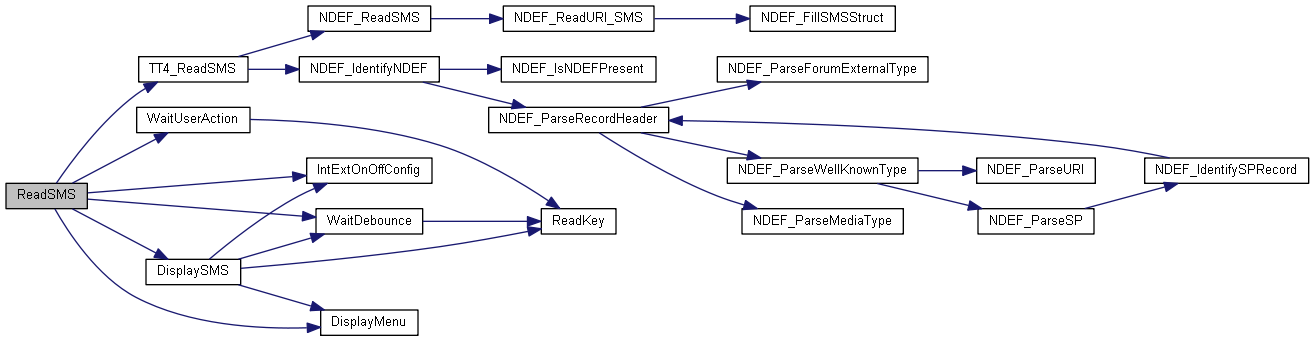 NDEF_ReadSMS
NDEF_ReadURI_SMS
NDEF_FillSMSStruct
TT4_ReadSMS
NDEF_IdentifyNDEF
NDEF_IsNDEFPresent
NDEF_ParseForumExternalType
WaitUserAction
NDEF_ParseRecordHeader
IntExtOnOffConfig
NDEF_ParseWellKnownType
NDEF_ParseURI
NDEF_IdentifySPRecord
ReadSMS
WaitDebounce
ReadKey
NDEF_ParseMediaType
NDEF_ParseSP
DisplaySMS
DisplayMenu